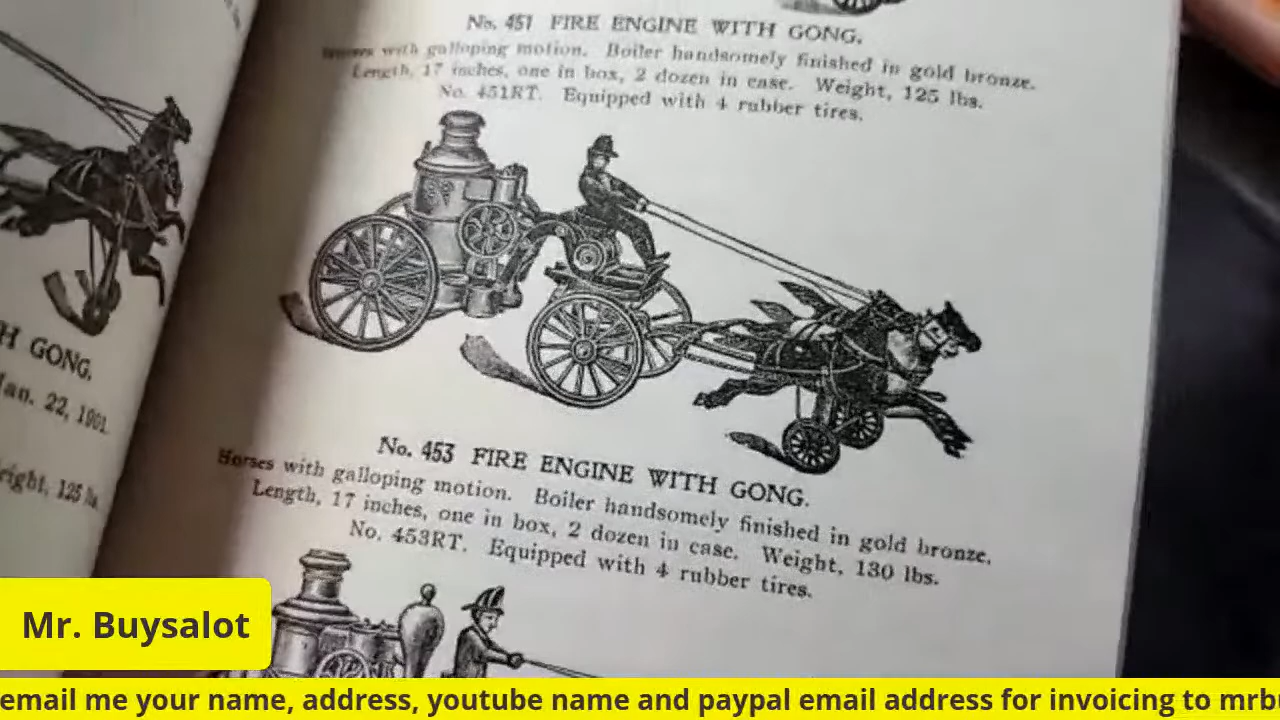 H GONG.
Jan. 22, 1901.
eight, 125 lbs.
No. 451 FIRE ENGINE WITH GONG.
Horses with galloping motion. Boiler handsomely finished in gold bronze.
Length, 17 inches, one in box, 2 dozen in case. Weight, 125 lbs.
No. 451RT. Equipped with 4 rubber tires.
No. 453 FIRE ENGINE WITH GONG.
Horses with galloping motion. Boiler handsomely finished in gold bronze.
Length, 17 inches, one in box, 2 dozen in case. Weight, 130 lbs.
No. 453RT. Equipped with 4 rubber tires.
Mr. Buysalot
email me your name, address, youtube name and paypal email address for invoicing to mrb